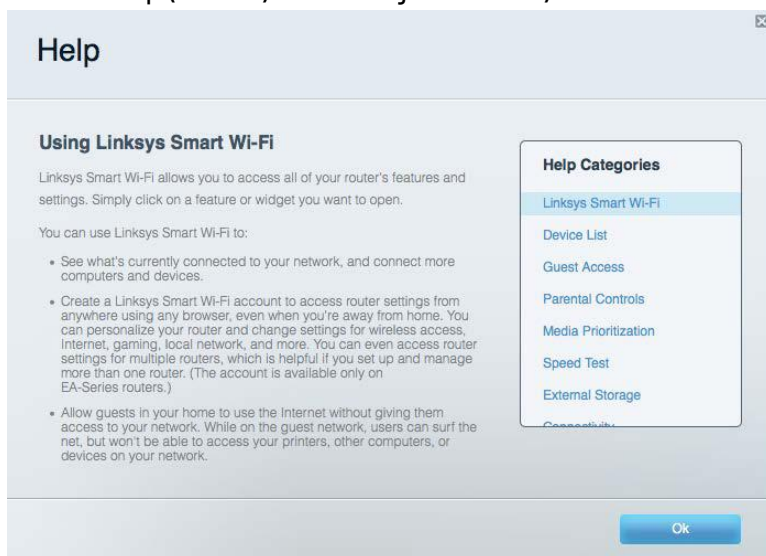 Help
Using Linksys Smart Wi-Fi
Linksys Smart Wi-Fi allows you to access all of your router's features and
settings. Simply click on a feature or widget you want to open.
You can use Linksys Smart Wi-Fi to:
• See what's currently connected to your network, and connect more
computers and devices.
• Create a Linksys Smart Wi-Fi account to access router settings from
anywhere using any browser, even when you're away from home. You
can personalize your router and change settings for wireless access,
Internet, gaming, local network, and more. You can even access router
settings for multiple routers, which is helpful if you set up and manage
more than one router. (The account is available only on
EA-Series routers.)
• Allow guests in your home to use the Internet without giving them
access to your network. While on the guest network, users can surf the
net, but won't be able to access your printers, other computers, or
devices on your network.
Help Categories
Linksys Smart Wi-Fi
Device List
Guest Access
Parental Controls
Media Prioritization
Speed Test
External Storage
Connectivity
Ok